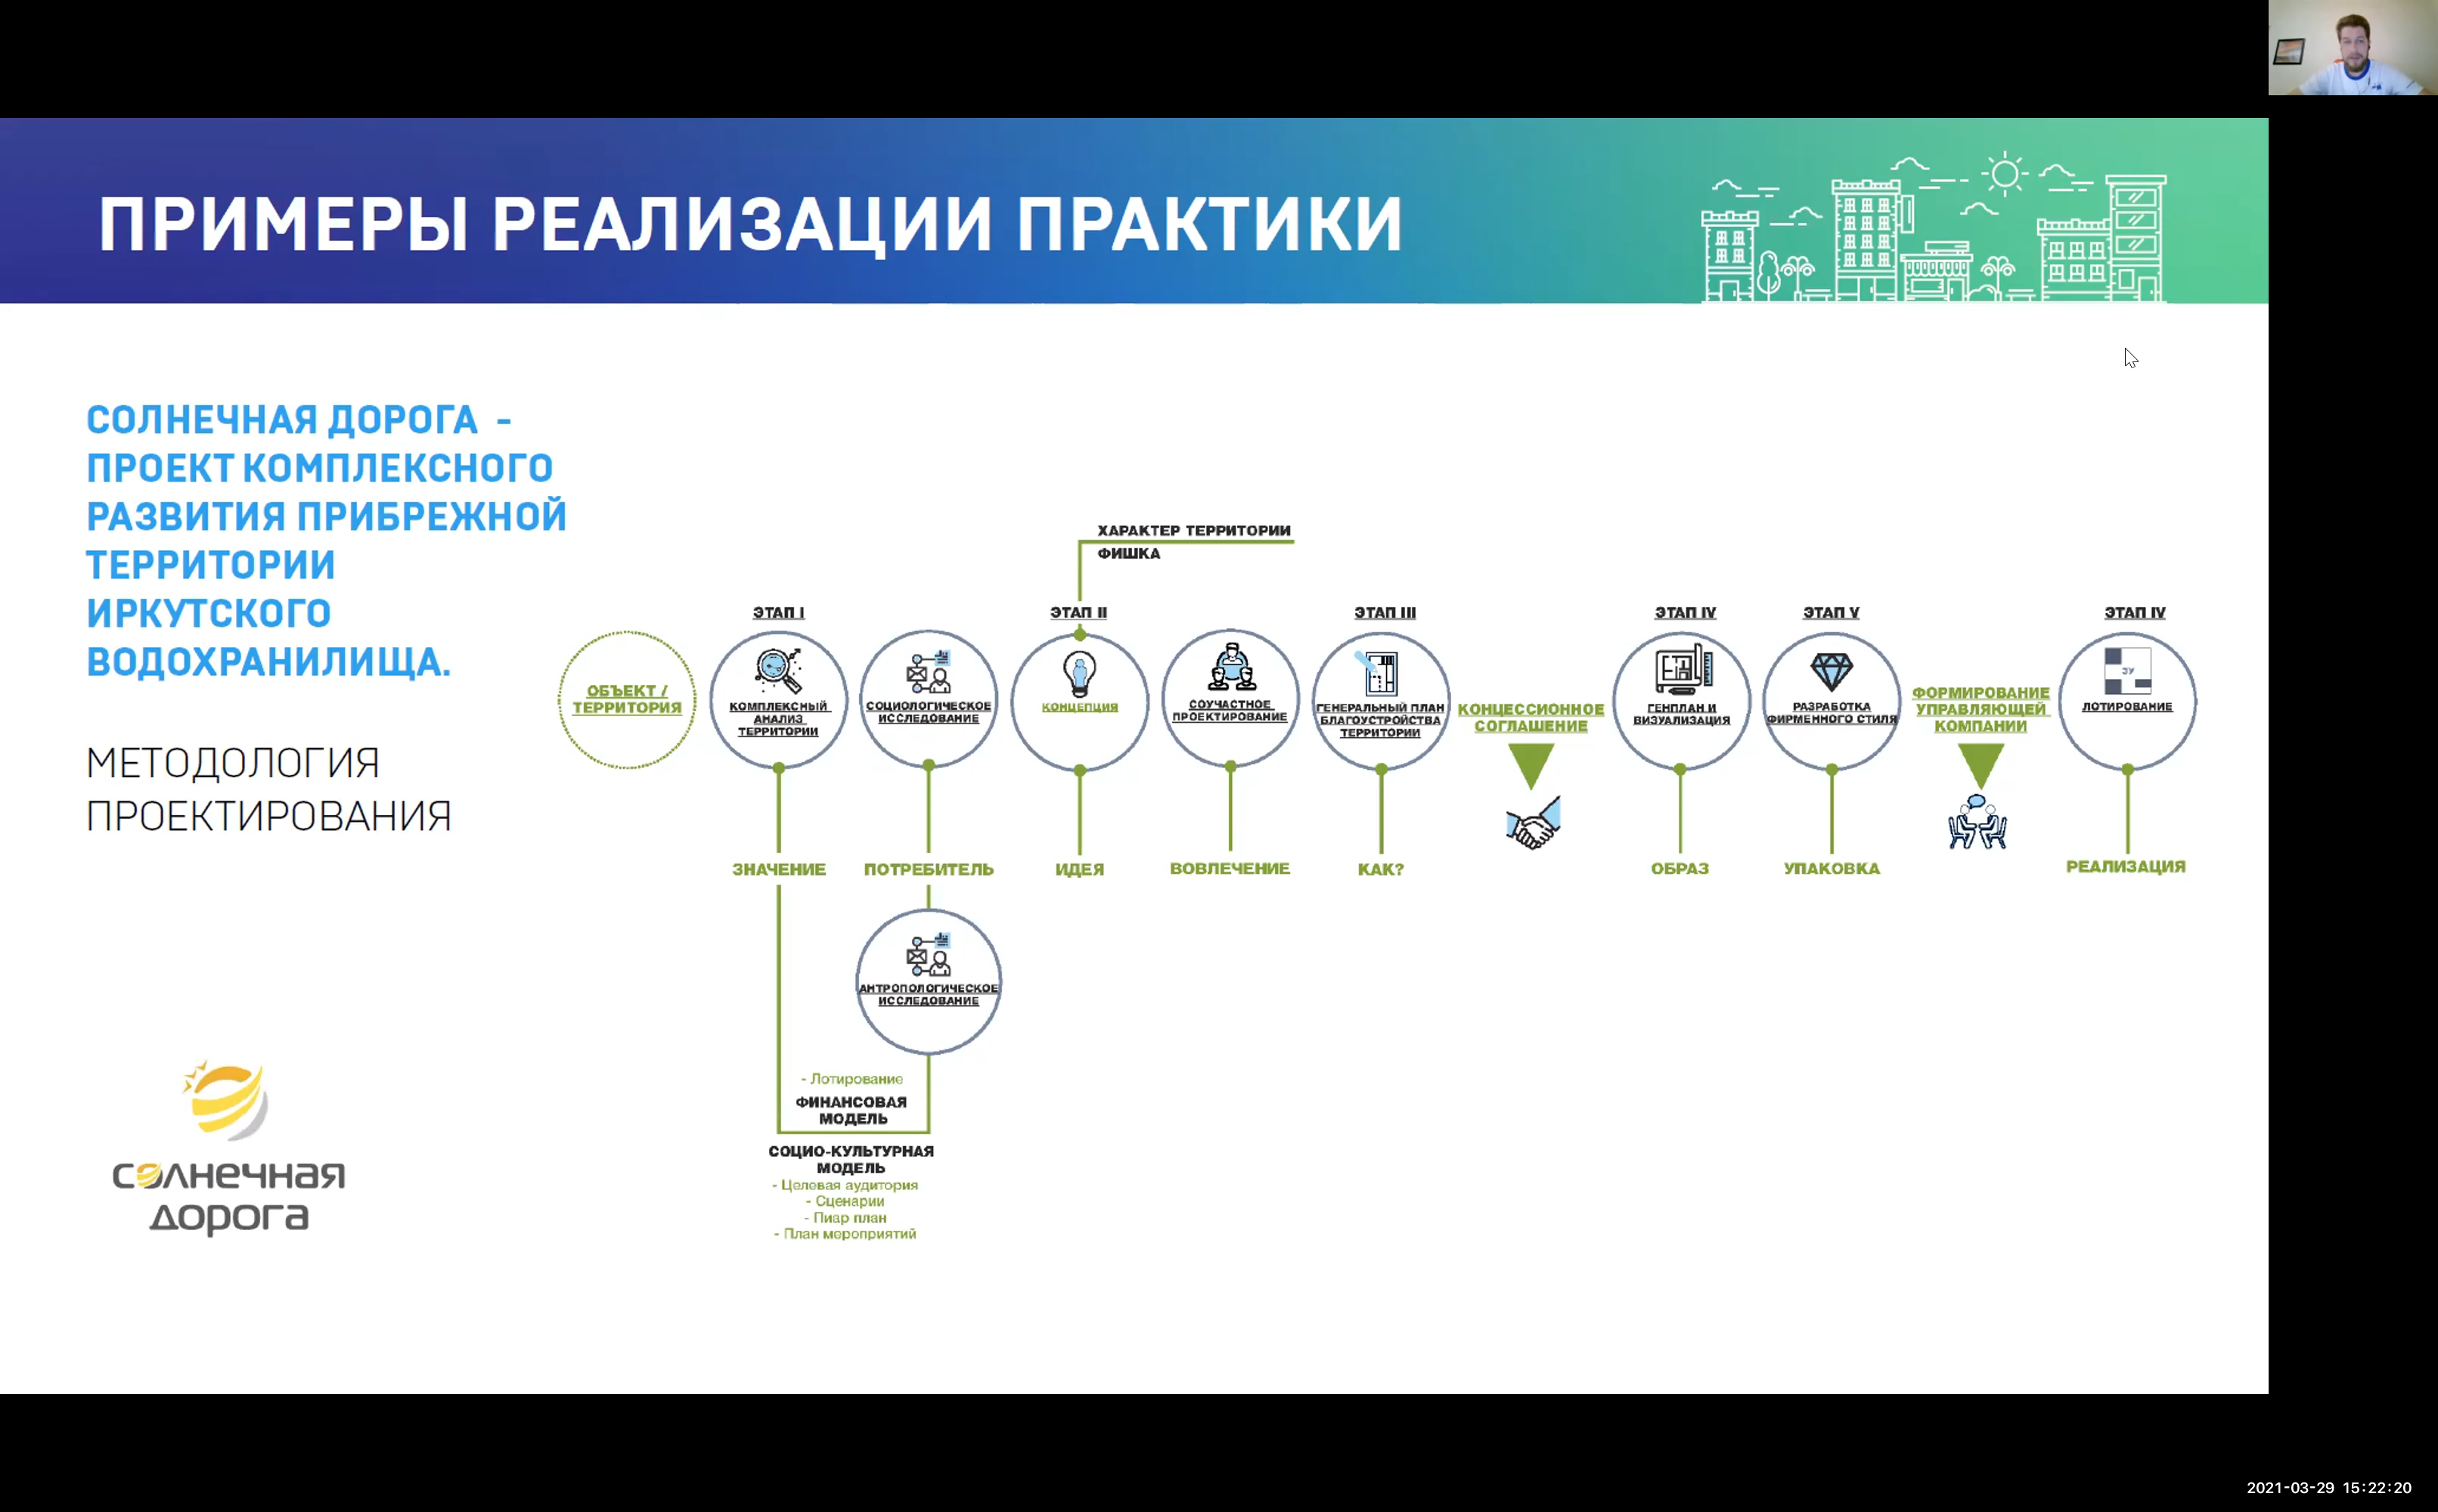 ПРИМЕРЫ РЕАЛИЗАЦИИ ПРАКТИКИ
СОЛНЕЧНАЯ ДОРОГА -
ПРОЕКТ КОМПЛЕКСНОГО
РАЗВИТИЯ ПРИБРЕЖНОЙ
ТЕРРИТОРИИ
ИРКУТСКОГО
ВОДОХРАНИЛИЩА.
МЕТОДОЛОГИЯ
ПРОЕКТИРОВАНИЯ
солнечная
дорога
ХАРАКТЕР ТЕРРИТОРИИ
ФИШКА
ОБЪЕКТ /
ТЕРРИТОРИЯ
ЭТАП I
КОМПЛЕКСНЫЙ
АНАЛИЗ
ТЕРРИТОРИИ
ЗНАЧЕНИЕ
СОЦИОЛОГИЧЕСКОЕ
ИССЛЕДОВАНИЕ
ПОТРЕБИТЕЛЬ
АНТРОПОЛОГИЧЕСКОЕ
ИССЛЕДОВАНИЕ
- Лотирование
ФИНАНСОВАЯ
МОДЕЛЬ
СОЦИО-КУЛЬТУРНАЯ
МОДЕЛЬ
- Целевая аудитория
- Сценарии
- Пиар план
- План мероприятий
ЭТАП II
КОНЦЕПЦИЯ
ИДЕЯ
СОУЧАСТНОЕ
ПРОЕКТИРОВАНИЕ
ВОВЛЕЧЕНИЕ
ЭТАП III
ГЕНЕРАЛЬНЫЙ ПЛАН
БЛАГОУСТРОЙСТВА
ТЕРРИТОРИИ
КАК?
КОНЦЕССИОННОЕ
СОГЛАШЕНИЕ
ЭТАП IV
ГЕНПЛАН И
ВИЗУАЛИЗАЦИЯ
ОБРАЗ
ЭТАП V
РАЗРАБОТКА
ФИРМЕННОГО СТИЛЯ
УПАКОВКА
ФОРМИРОВАНИЕ
УПРАВЛЯЮЩЕЙ
КОМПАНИИ
ЭТАП IV
ЗУ
ЛОТИРОВАНИЕ
РЕАЛИЗАЦИЯ
2021-03-29 15:22:20